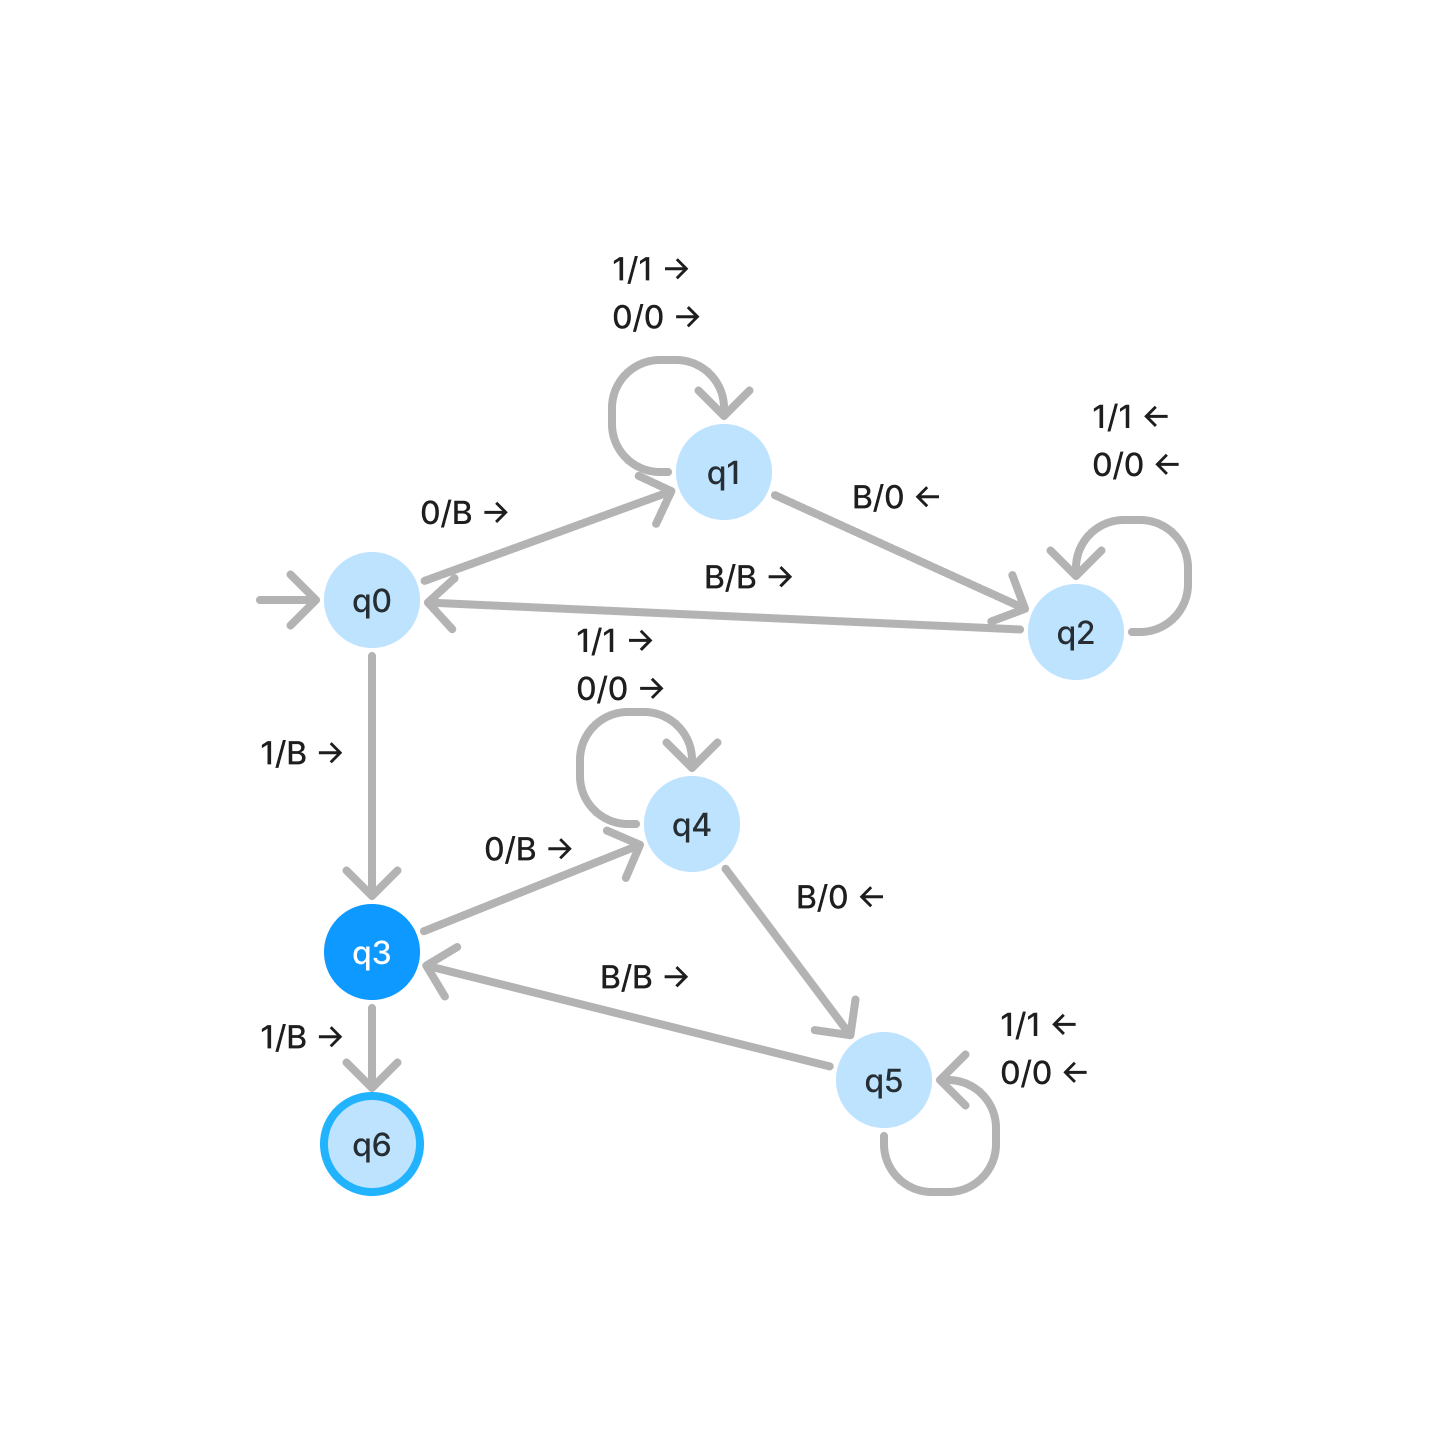 1/1 →
0/0 →
1/1 ←
0/0 ←
q1
B/0 ←
0/B →
B/B →
q0
q2
1/1 →
0/0 →
1/B →
q4
0/B →
B/0 ←
q3
B/B →
1/B →
1/1 ←
0/0 ←
q5
q6